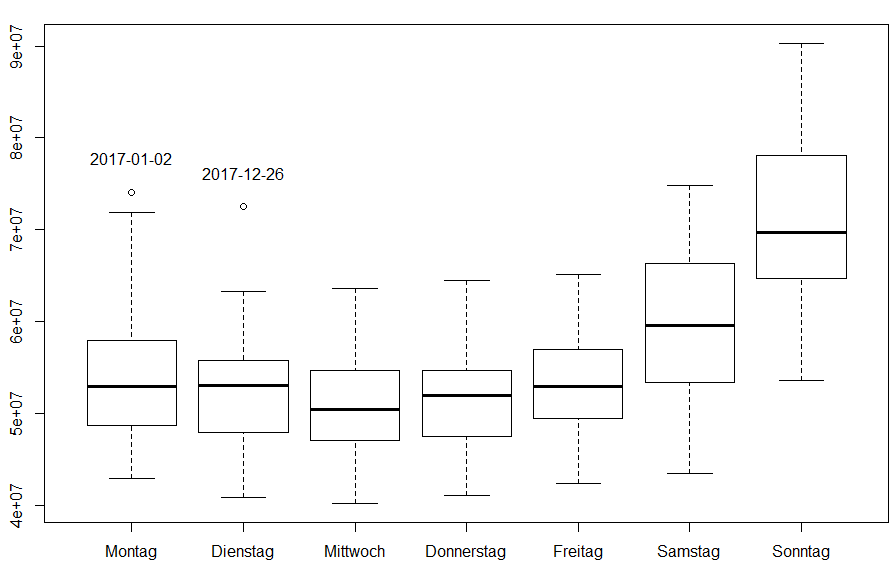 9e+07
8e+07
7e+07
6e+07
5e+07
4e+07
2017-01-02
2017-12-26
Montag Dienstag Mittwoch Donnerstag Freitag Samstag Sonntag